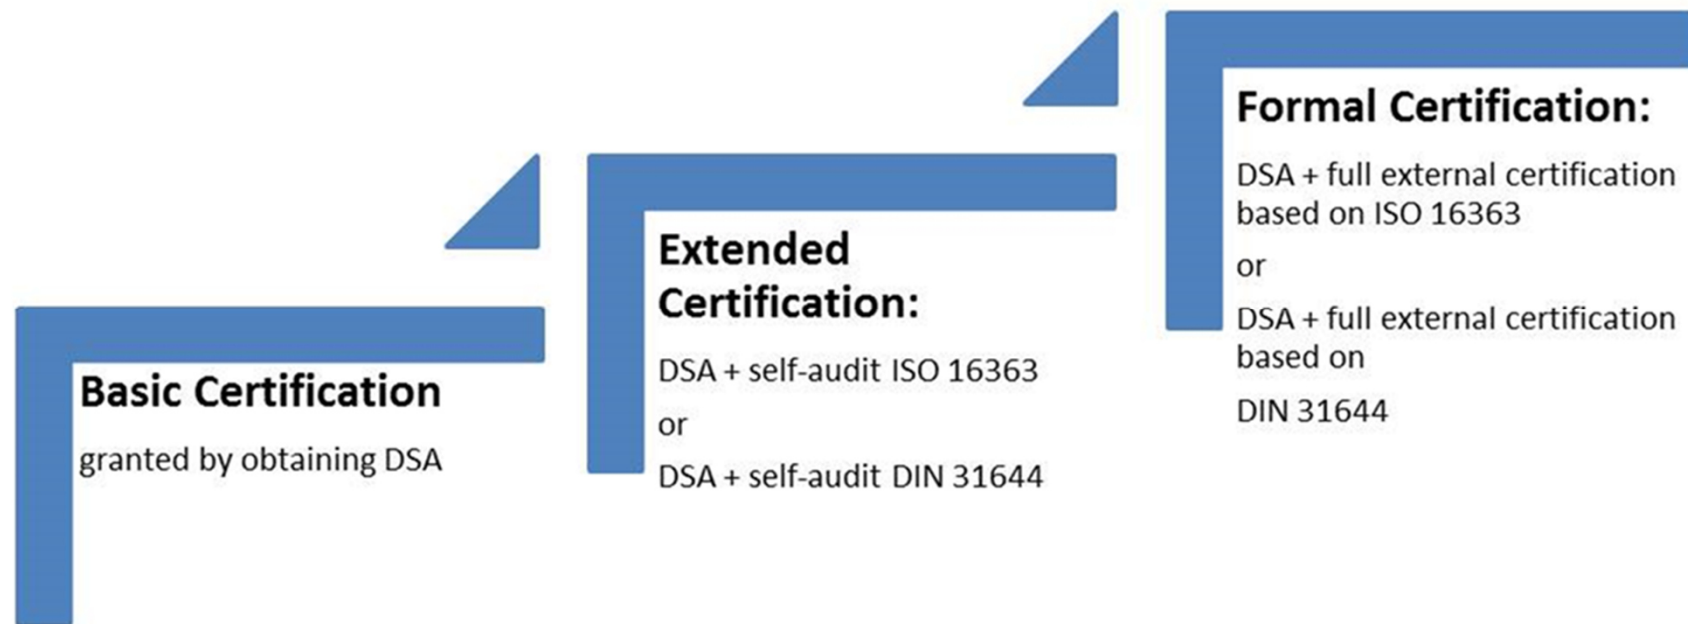 Basic Certification
granted by obtaining DSA
Extended
Certification:
DSA + self-audit ISO 16363
or
DSA + self-audit DIN 31644
Formal Certification:
DSA + full external certification
based on ISO 16363
or
DSA + full external certification
based on
DIN 31644